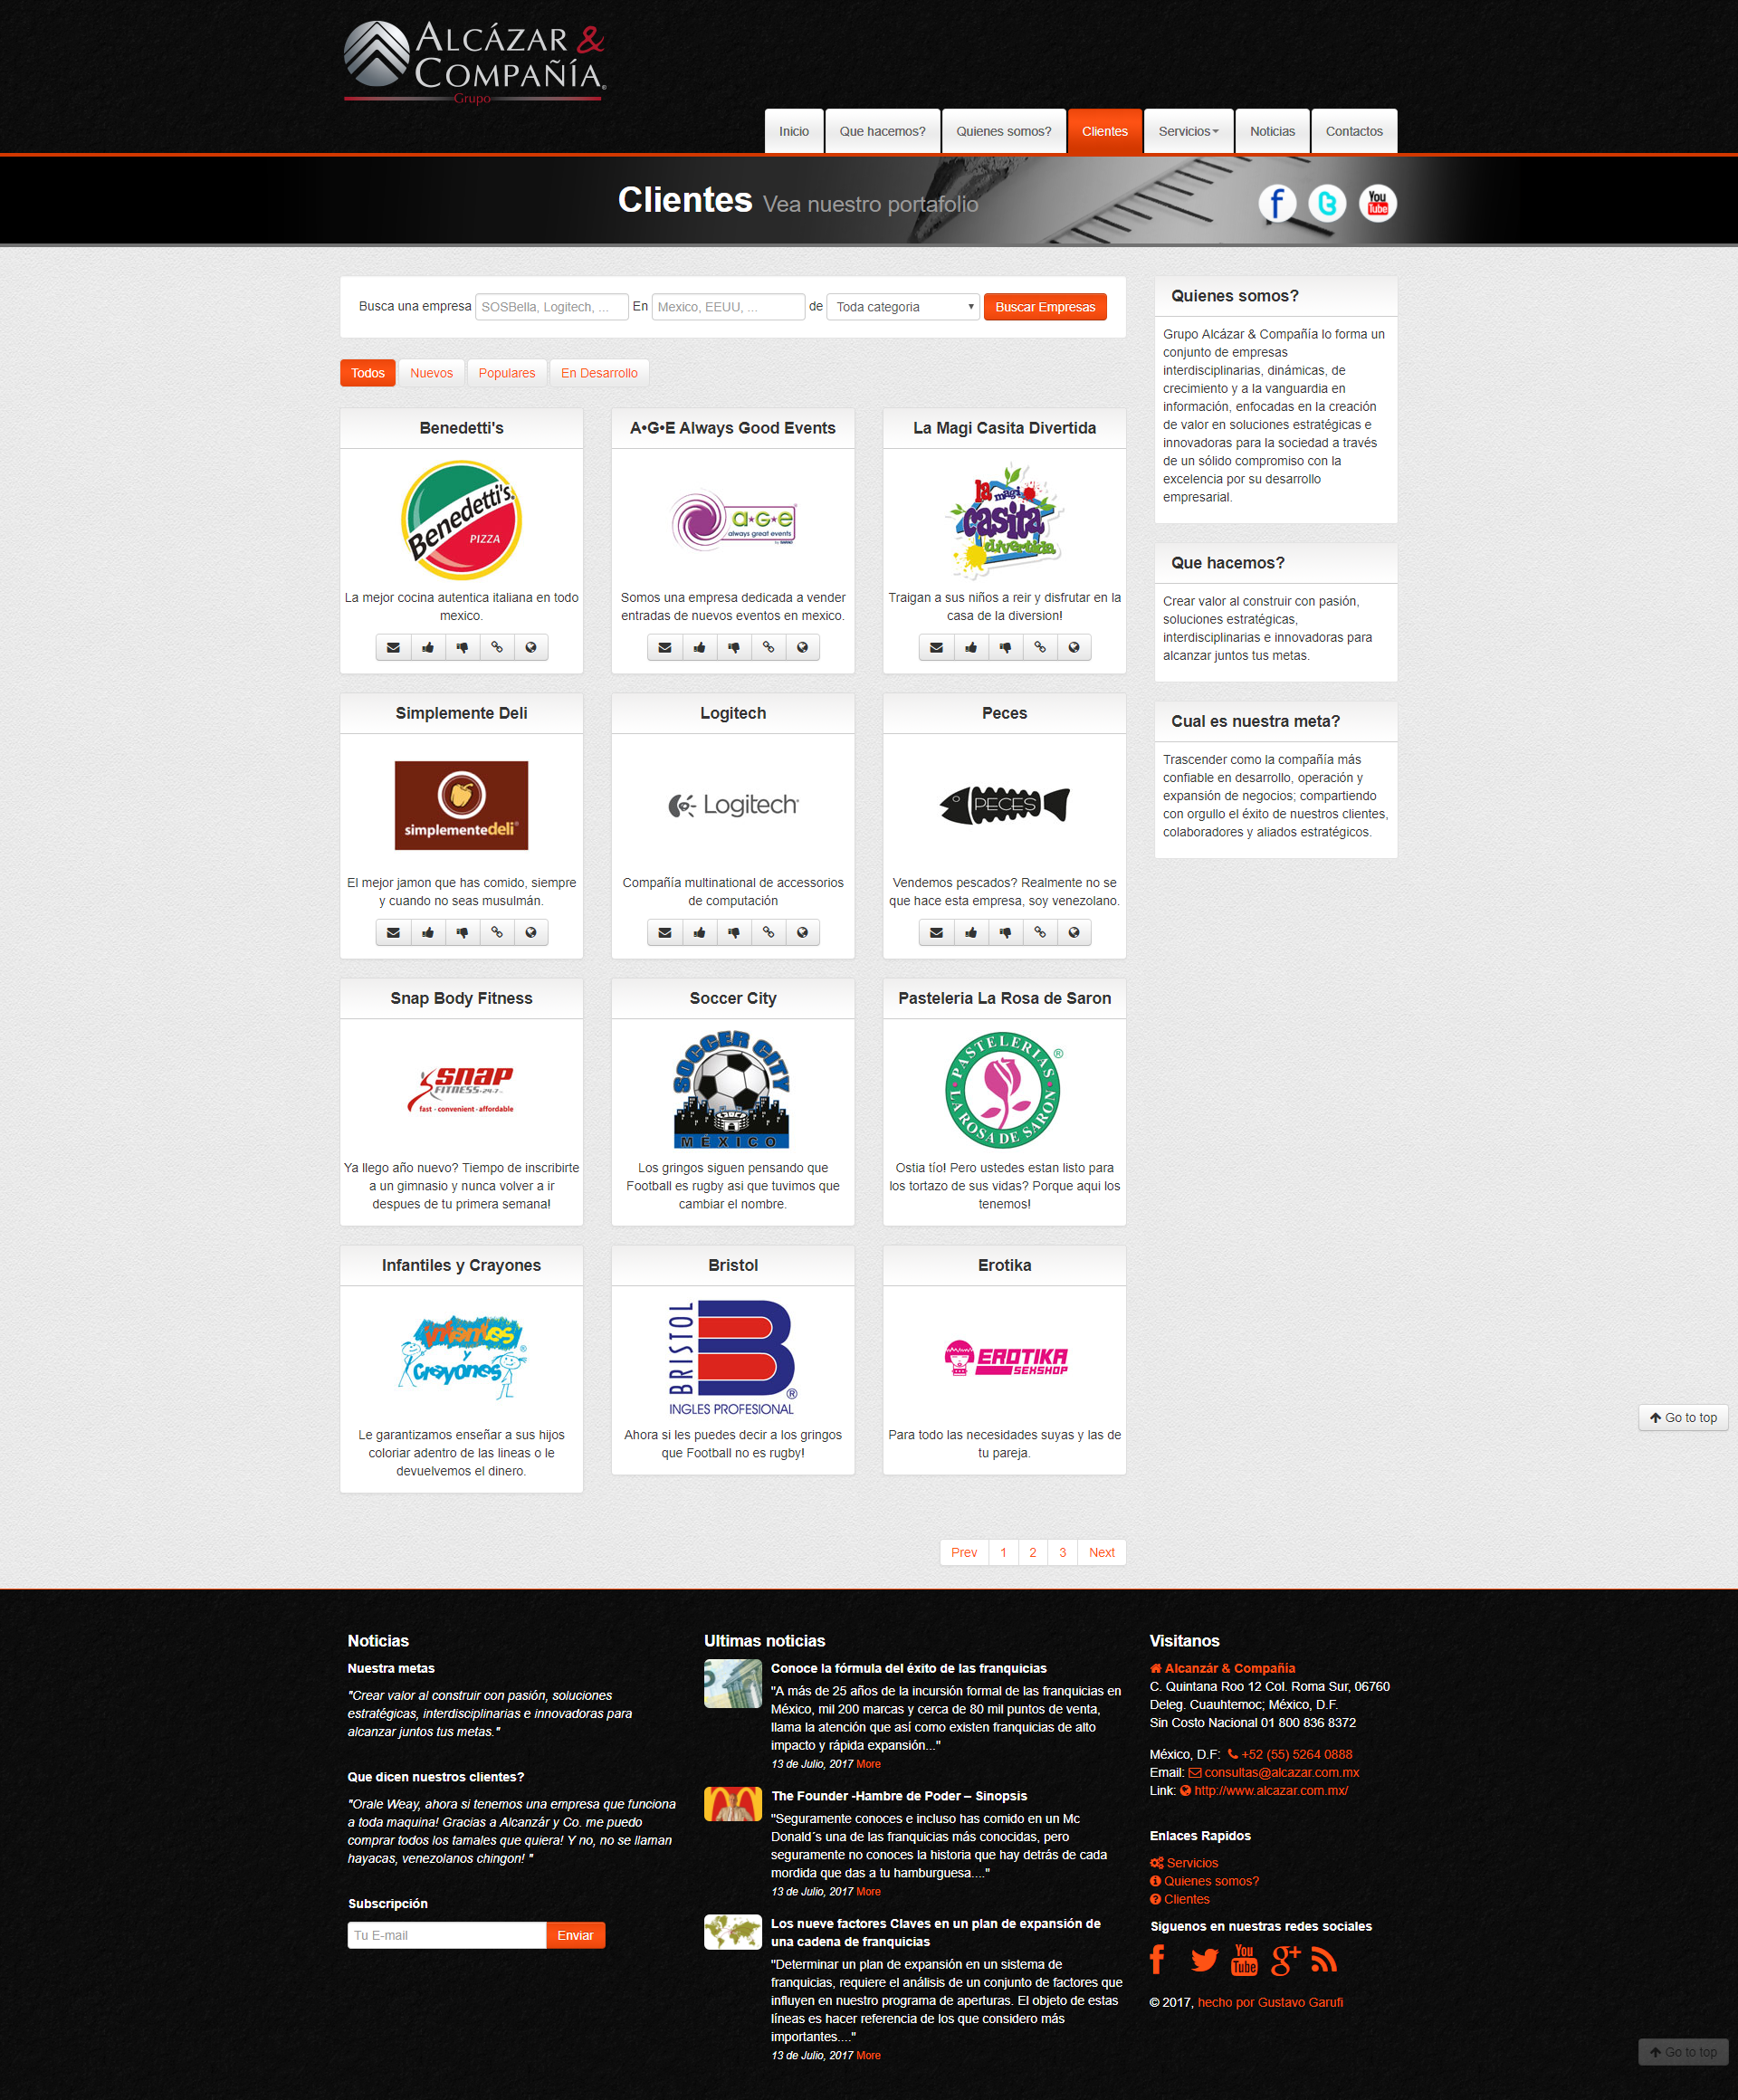 ALCÁZAR &
COMPAÑÍA®
Grupo
Inicio
Que hacemos?
Quienes somos?
Clientes
Servicios
Noticias
Contactos
Clientes Vea nuestro portafolio
You
Tube
Busca una empresa SOSBella, Logitech, ... En Mexico, EEUU, ... de Toda categoria Buscar Empresas
Todos
Nuevos
Populares
En Desarrollo
Benedetti's
Benedetti's.
PIZZA
La mejor cocina autentica italiana en todo
mexico.
A•G•E Always Good Events
a★G★e
always great events
Somos una empresa dedicada a vender
entradas de nuevos eventos en mexico.
La Magi Casita Divertida
la magi
casita
divertida
Traigan a sus niños a reir y disfrutar en la
casa de la diversion!
Simplemente Deli
simplementedeli®
El mejor jamon que has comido, siempre
y cuando no seas musulmán.
Logitech
Logitech
Compañía multinational de accessorios
de computación
Peces
PECES
Vendemos pescados? Realmente no se
que hace esta empresa, soy venezolano.
Snap Body Fitness
SNAP
FITNESS-24-7
fast - convenient - affordable
Ya llego año nuevo? Tiempo de inscribirte
a un gimnasio y nunca volver a ir
despues de tu primera semana!
Soccer City
SOCCER CITY
MÉXICO
Los gringos siguen pensando que
Football es rugby asi que tuvimos que
cambiar el nombre.
Pasteleria La Rosa de Saron
PASTELERIAS
LA ROSA DE SARON
®
Ostia tío! Pero ustedes estan listo para
los tortazo de sus vidas? Porque aqui los
tenemos!
Infantiles y Crayones
infantes
y
Crayones
®
Le garantizamos enseñar a sus hijos
coloriar adentro de las lineas o le
devuelvemos el dinero.
Bristol
BRISTOL
®
INGLES PROFESIONAL
Ahora si les puedes decir a los gringos
que Football no es rugby!
Erotika
EROTIKA
SEXSHOP
Para todo las necesidades suyas y las de
tu pareja.
Prev
1
2
3
Next
Quienes somos?
Grupo Alcázar & Compañía lo forma un
conjunto de empresas
interdisciplinarias, dinámicas, de
crecimiento y a la vanguardia en
información, enfocadas en la creación
de valor en soluciones estratégicas e
innovadoras para la sociedad a través
de un sólido compromiso con la
excelencia por su desarrollo
empresarial.
Que hacemos?
Crear valor al construir con pasión,
soluciones estratégicas,
interdisciplinarias e innovadoras para
alcanzar juntos tus metas.
Cual es nuestra meta?
Trascender como la compañía más
confiable en desarrollo, operación y
expansión de negocios; compartiendo
con orgullo el éxito de nuestros clientes,
colaboradores y aliados estratégicos.
Go to top
Noticias
Nuestra metas
"Crear valor al construir con pasión, soluciones
estratégicas, interdisciplinarias e innovadoras para
alcanzar juntos tus metas."
Que dicen nuestros clientes?
"Orale Weay, ahora si tenemos una empresa que funciona
a toda maquina! Gracias a Alcanzár y Co. me puedo
comprar todos los tamales que quiera! Y no, no se llaman
hayacas, venezolanos chingon! "
Subscripción
Tu E-mail
Enviar
Ultimas noticias
Conoce la fórmula del éxito de las franquicias
"A más de 25 años de la incursión formal de las franquicias en
México, mil 200 marcas y cerca de 80 mil puntos de venta,
llama la atención que así como existen franquicias de alto
impacto y rápida expansión..."
13 de Julio, 2017 More
The Founder -Hambre de Poder – Sinopsis
"Seguramente conoces e incluso has comido en un Mc
Donald´s una de las franquicias más conocidas, pero
seguramente no conoces la historia que hay detrás de cada
mordida que das a tu hamburguesa...."
13 de Julio, 2017 More
Los nueve factores Claves en un plan de expansión de
una cadena de franquicias
"Determinar un plan de expansión en un sistema de
franquicias, requiere el análisis de un conjunto de factores que
influyen en nuestro programa de aperturas. El objeto de estas
líneas es hacer referencia de los que considero más
importantes...."
13 de Julio, 2017 More
Visitanos
Alcanzár & Compañía
C. Quintana Roo 12 Col. Roma Sur, 06760
Deleg. Cuauhtemoc; México, D.F.
Sin Costo Nacional 01 800 836 8372
México, D.F: +52 (55) 5264 0888
Email: consultas@alcazar.com.mx
Link: http://www.alcazar.com.mx/
Enlaces Rapidos
Servicios
Quienes somos?
Clientes
Siguenos en nuestras redes sociales
You
Tube
© 2017, hecho por Gustavo Garufi
Go to top